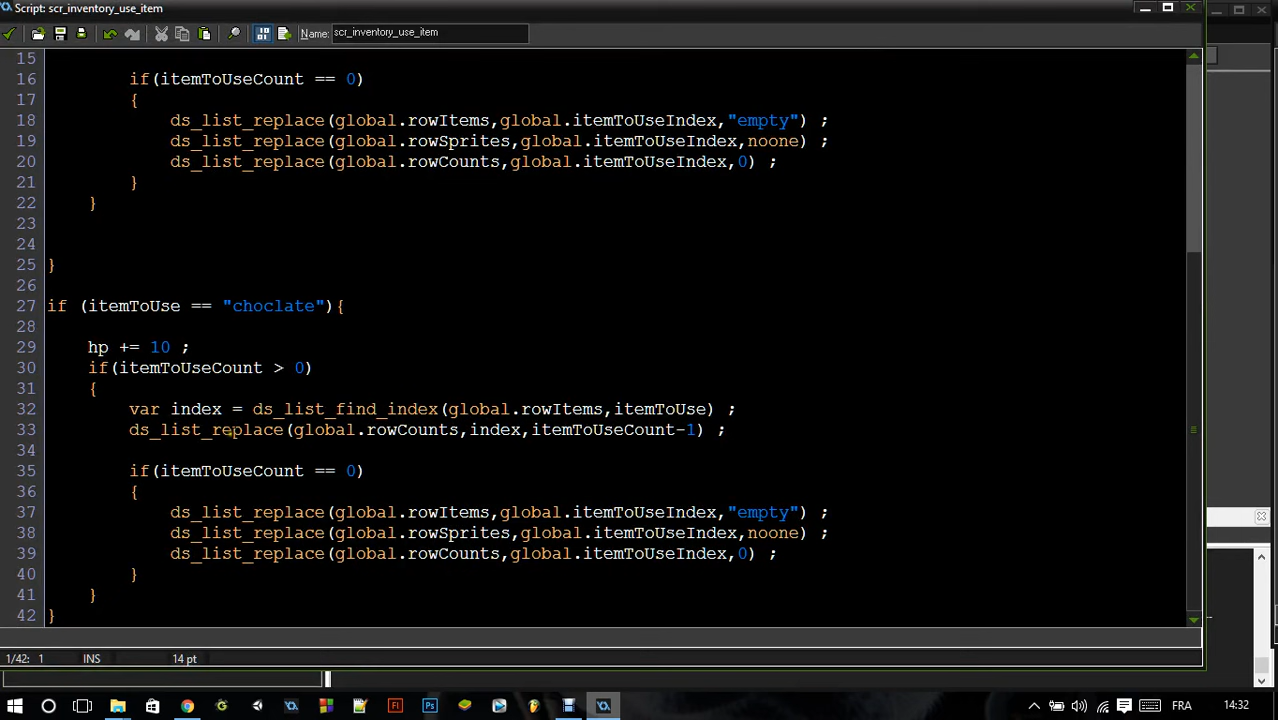 Script: scr_inventory_use_item
Name: scr_inventory_use_item
15
16 if(itemToUseCount == 0)
17 {
18 ds_list_replace(global.rowItems,global.itemToUseIndex,"empty") ;
19 ds_list_replace(global.rowSprites,global.itemToUseIndex,noone) ;
20 ds_list_replace(global.rowCounts,global.itemToUseIndex,0) ;
21 }
22 }
23
24
25 }
26
27 if (itemToUse == "choclate"){
28
29 hp += 10 ;
30 if(itemToUseCount > 0)
31 {
32 var index = ds_list_find_index(global.rowItems,itemToUse) ;
33 ds_list_replace(global.rowCounts,index,itemToUseCount-1) ;
34
35 if(itemToUseCount == 0)
36 {
37 ds_list_replace(global.rowItems,global.itemToUseIndex,"empty") ;
38 ds_list_replace(global.rowSprites,global.itemToUseIndex,noone) ;
39 ds_list_replace(global.rowCounts,global.itemToUseIndex,0) ;
40 }
41 }
42 }
1/42: 1 INS 14 pt
Fl Ps FRA 14:32